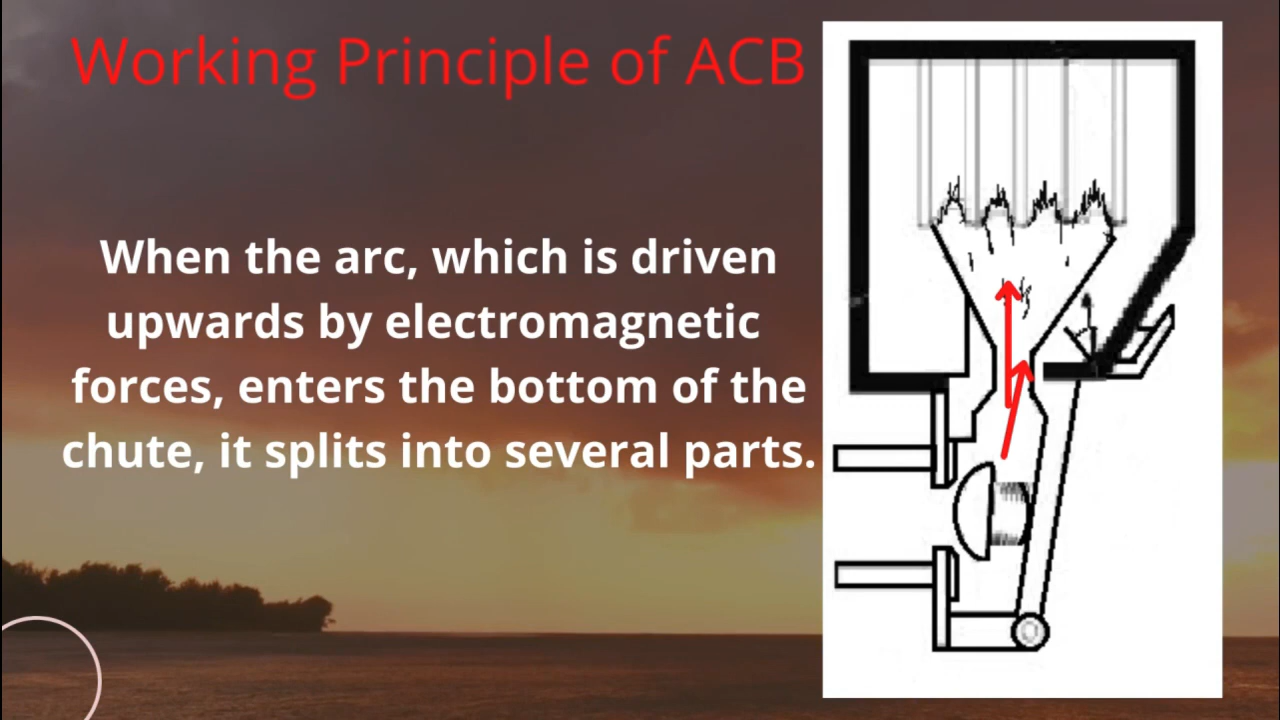 Working Principle of ACB
When the arc, which is driven
upwards by electromagnetic
forces, enters the bottom of the
chute, it splits into several parts.